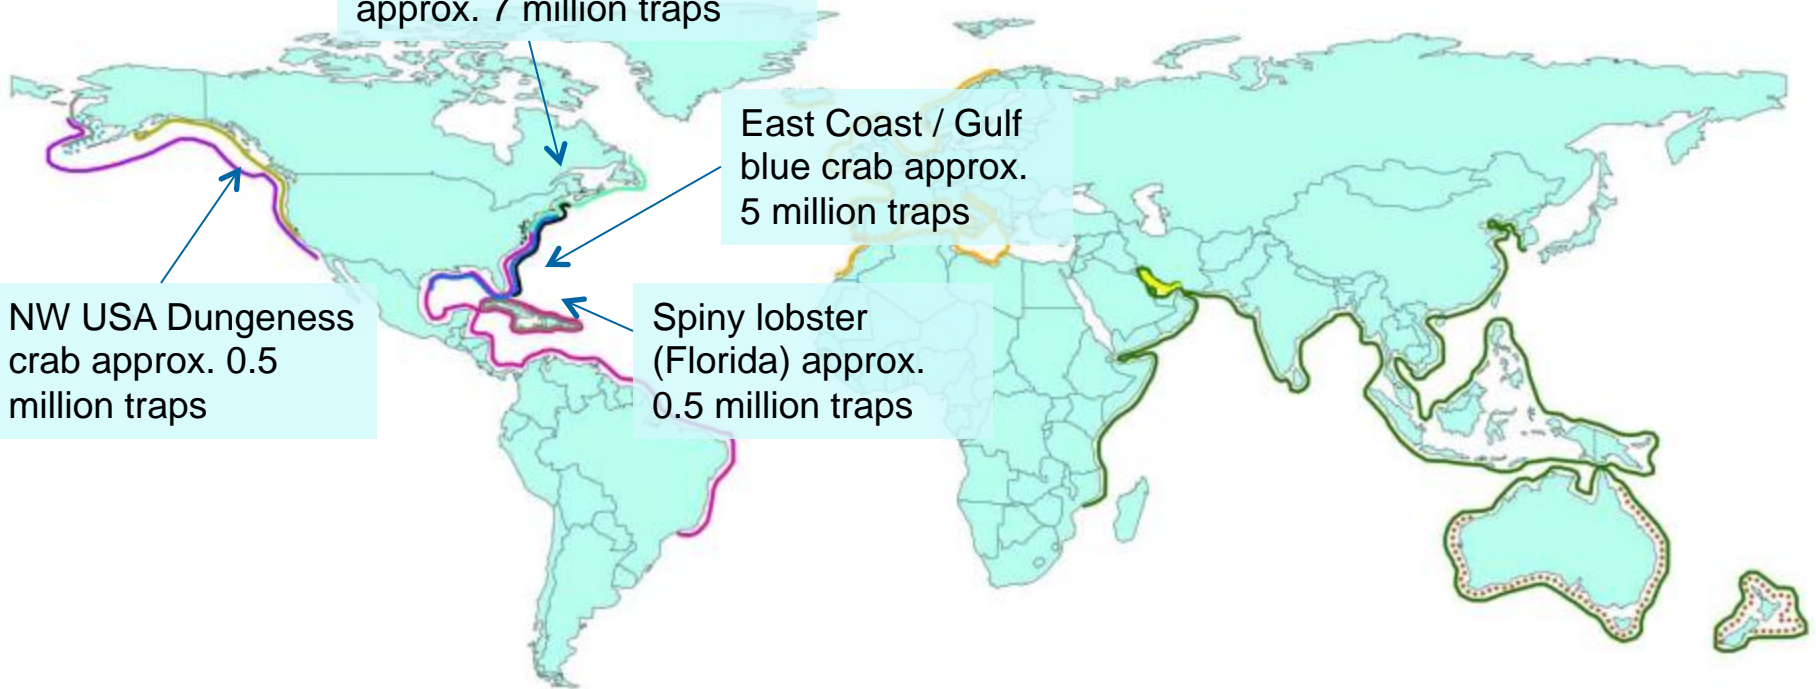 approx. 7 million traps
East Coast / Gulf
blue crab approx.
5 million traps
NW USA Dungeness
crab approx. 0.5
million traps
Spiny lobster
(Florida) approx.
0.5 million traps